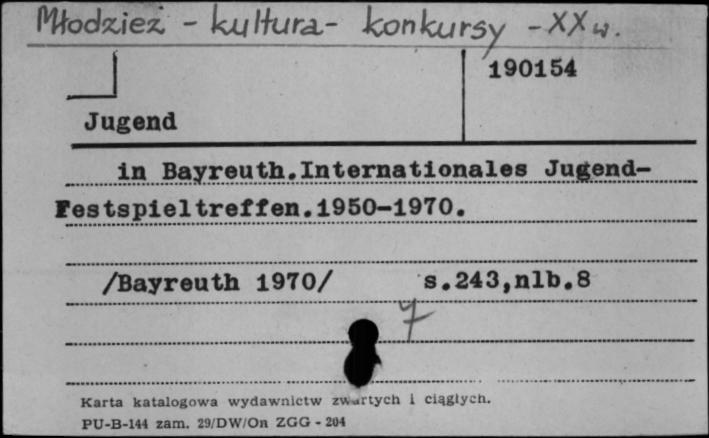 Młodzież - kultura - konkursy - XX w.
190154
Jugend
in Bayreuth.Internationales Jugend-
Festspieltreffen.1950-1970.
/Bayreuth 1970/ s.243,nlb.8
7
Karta katalogowa wydawnictw zwartych i ciągłych.
PU-B-144 zam. 29/DW/On ZGG - 204